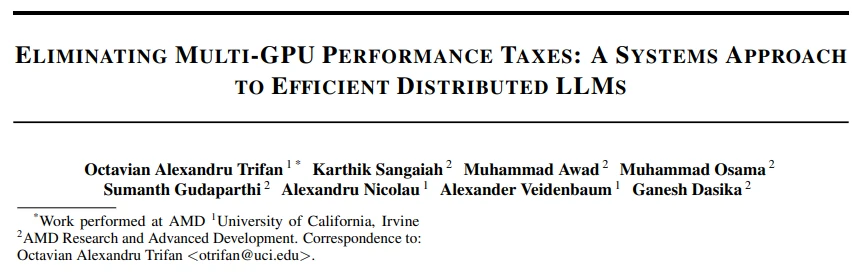 ELIMINATING MULTI-GPU PERFORMANCE TAXES: A SYSTEMS APPROACH
TO EFFICIENT DISTRIBUTED LLMS
Octavian Alexandru Trifan 1 * Karthik Sangaiah 2 Muhammad Awad 2 Muhammad Osama 2
Sumanth Gudaparthi 2 Alexandru Nicolau 1 Alexander Veidenbaum 1 Ganesh Dasika 2
*Work performed at AMD 1University of California, Irvine
2AMD Research and Advanced Development. Correspondence to:
Octavian Alexandru Trifan <otrifan@uci.edu>.